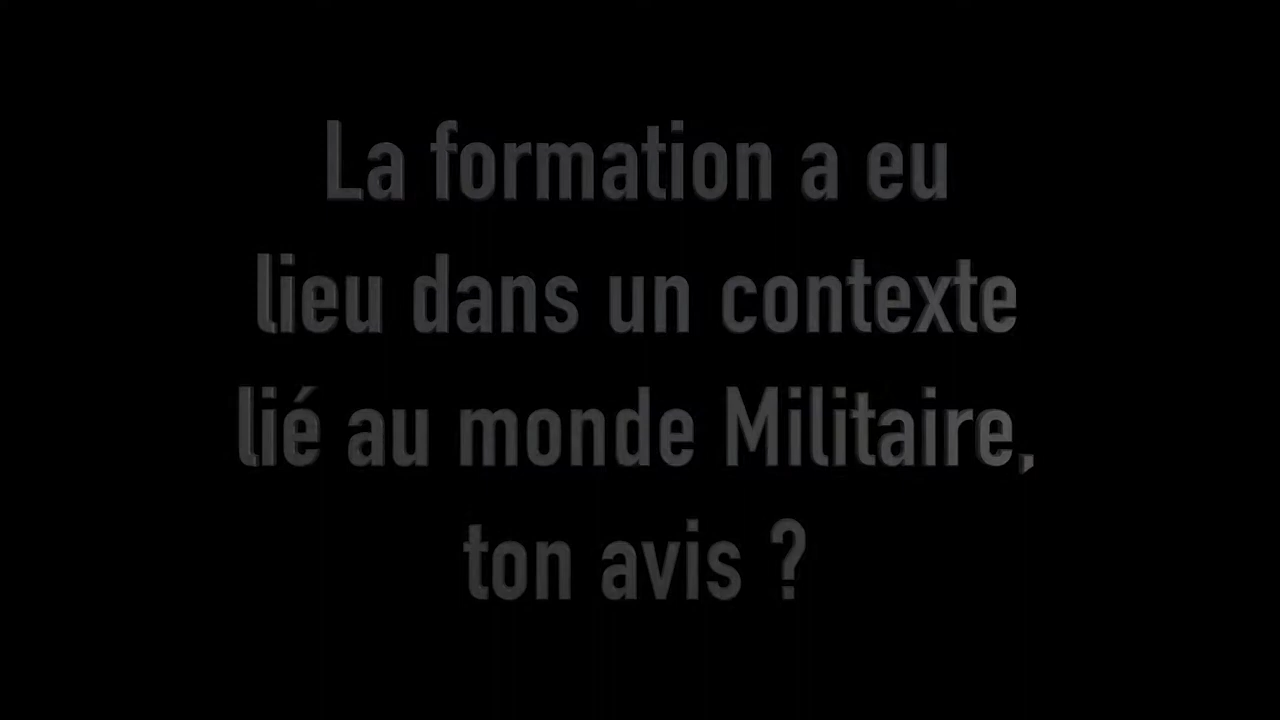 La formation a eu
lieu dans un contexte
lié au monde Militaire,
ton avis ?